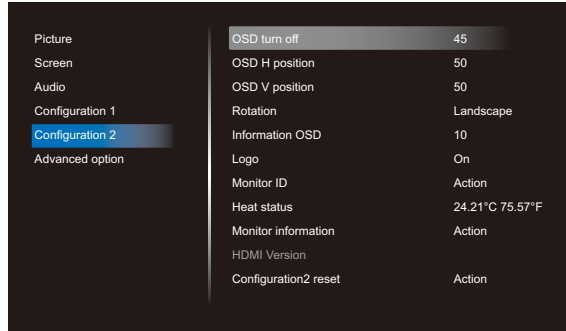 Picture
Screen
Audio
Configuration 1
Configuration 2
Advanced option
OSD turn off 45
OSD H position 50
OSD V position 50
Rotation Landscape
Information OSD 10
Logo On
Monitor ID Action
Heat status 24.21°C 75.57°F
Monitor information Action
HDMI Version
Configuration2 reset Action